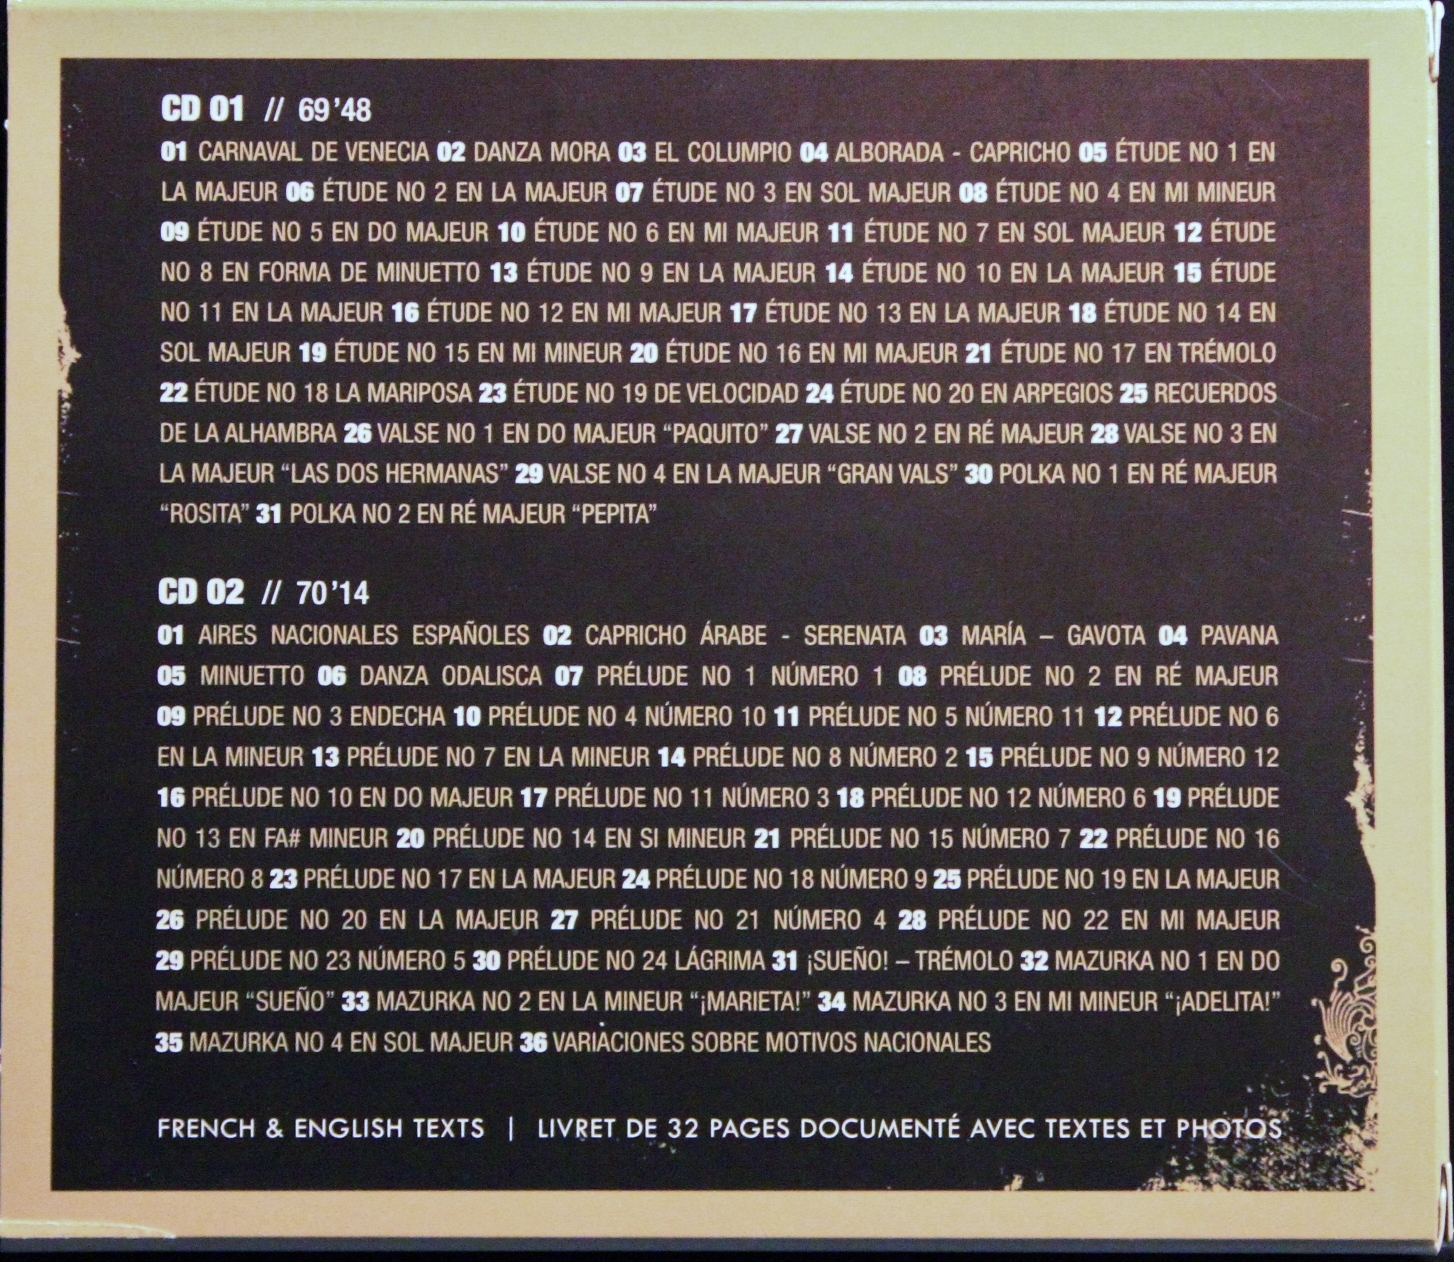 CD 01 // 69'48
01 CARNAVAL DE VENECIA 02 DANZA MORA 03 EL COLUMPIO 04 ALBORADA - CAPRICHO 05 ÉTUDE NO 1 EN
LA MAJEUR 06 ÉTUDE NO 2 EN LA MAJEUR 07 ÉTUDE NO 3 EN SOL MAJEUR 08 ÉTUDE NO 4 EN MI MINEUR
09 ÉTUDE NO 5 EN DO MAJEUR 10 ÉTUDE NO 6 EN MI MAJEUR 11 ÉTUDE NO 7 EN SOL MAJEUR 12 ÉTUDE
NO 8 EN FORMA DE MINUETTO 13 ÉTUDE NO 9 EN LA MAJEUR 14 ÉTUDE NO 10 EN LA MAJEUR 15 ÉTUDE
NO 11 EN LA MAJEUR 16 ÉTUDE NO 12 EN MI MAJEUR 17 ÉTUDE NO 13 EN LA MAJEUR 18 ÉTUDE NO 14 EN
SOL MAJEUR 19 ÉTUDE NO 15 EN MI MINEUR 20 ÉTUDE NO 16 EN MI MAJEUR 21 ÉTUDE NO 17 EN TRÉMOLO
22 ÉTUDE NO 18 LA MARIPOSA 23 ÉTUDE NO 19 DE VELOCIDAD 24 ÉTUDE NO 20 EN ARPEGIOS 25 RECUERDOS
DE LA ALHAMBRA 26 VALSE NO 1 EN DO MAJEUR “PAQUITO” 27 VALSE NO 2 EN RÉ MAJEUR 28 VALSE NO 3 EN
LA MAJEUR “LAS DOS HERMANAS” 29 VALSE NO 4 EN LA MAJEUR “GRAN VALS” 30 POLKA NO 1 EN RÉ MAJEUR
“ROSITA” 31 POLKA NO 2 EN RÉ MAJEUR “PEPITA”
CD 02 // 70'14
01 AIRES NACIONALES ESPAÑOLES 02 CAPRICHO ÁRABE - SERENATA 03 MARÍA – GAVOTA 04 PAVANA
05 MINUETTO 06 DANZA ODALISCA 07 PRÉLUDE NO 1 NÚMERO 1 08 PRÉLUDE NO 2 EN RÉ MAJEUR
09 PRÉLUDE NO 3 ENDECHA 10 PRÉLUDE NO 4 NÚMERO 10 11 PRÉLUDE NO 5 NÚMERO 11 12 PRÉLUDE NO 6
EN LA MINEUR 13 PRÉLUDE NO 7 EN LA MINEUR 14 PRÉLUDE NO 8 NÚMERO 2 15 PRÉLUDE NO 9 NÚMERO 12
16 PRÉLUDE NO 10 EN DO MAJEUR 17 PRÉLUDE NO 11 NÚMERO 3 18 PRÉLUDE NO 12 NÚMERO 6 19 PRÉLUDE
NO 13 EN FA# MINEUR 20 PRÉLUDE NO 14 EN SI MINEUR 21 PRÉLUDE NO 15 NÚMERO 7 22 PRÉLUDE NO 16
NÚMERO 8 23 PRÉLUDE NO 17 EN LA MAJEUR 24 PRÉLUDE NO 18 NÚMERO 9 25 PRÉLUDE NO 19 EN LA MAJEUR
26 PRÉLUDE NO 20 EN LA MAJEUR 27 PRÉLUDE NO 21 NÚMERO 4 28 PRÉLUDE NO 22 EN MI MAJEUR
29 PRÉLUDE NO 23 NÚMERO 5 30 PRÉLUDE NO 24 LÁGRIMA 31 ¡SUEÑO! – TRÉMOLO 32 MAZURKA NO 1 EN DO
MAJEUR “SUEÑO” 33 MAZURKA NO 2 EN LA MINEUR “¡MARIETA!” 34 MAZURKA NO 3 EN MI MINEUR “¡ADELITA!”
35 MAZURKA NO 4 EN SOL MAJEUR 36 VARIACIONES SOBRE MOTIVOS NACIONALES
FRENCH & ENGLISH TEXTS | LIVRET DE 32 PAGES DOCUMENTÉ AVEC TEXTES ET PHOTOS